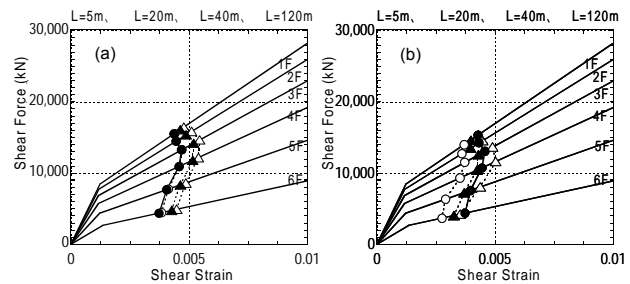 L=5m、 L=20m、 L=40m、 L=120m
30,000
20,000
10,000
0
Shear Force (kN)
(a)
1F
2F
3F
4F
5F
6F
0 0.005 0.01
Shear Strain
L=5m、 L=20m、 L=40m、 L=120m
30,000
20,000
10,000
0
Shear Force (kN)
(b)
1F
2F
3F
4F
5F
6F
0 0.005 0.01
Shear Strain